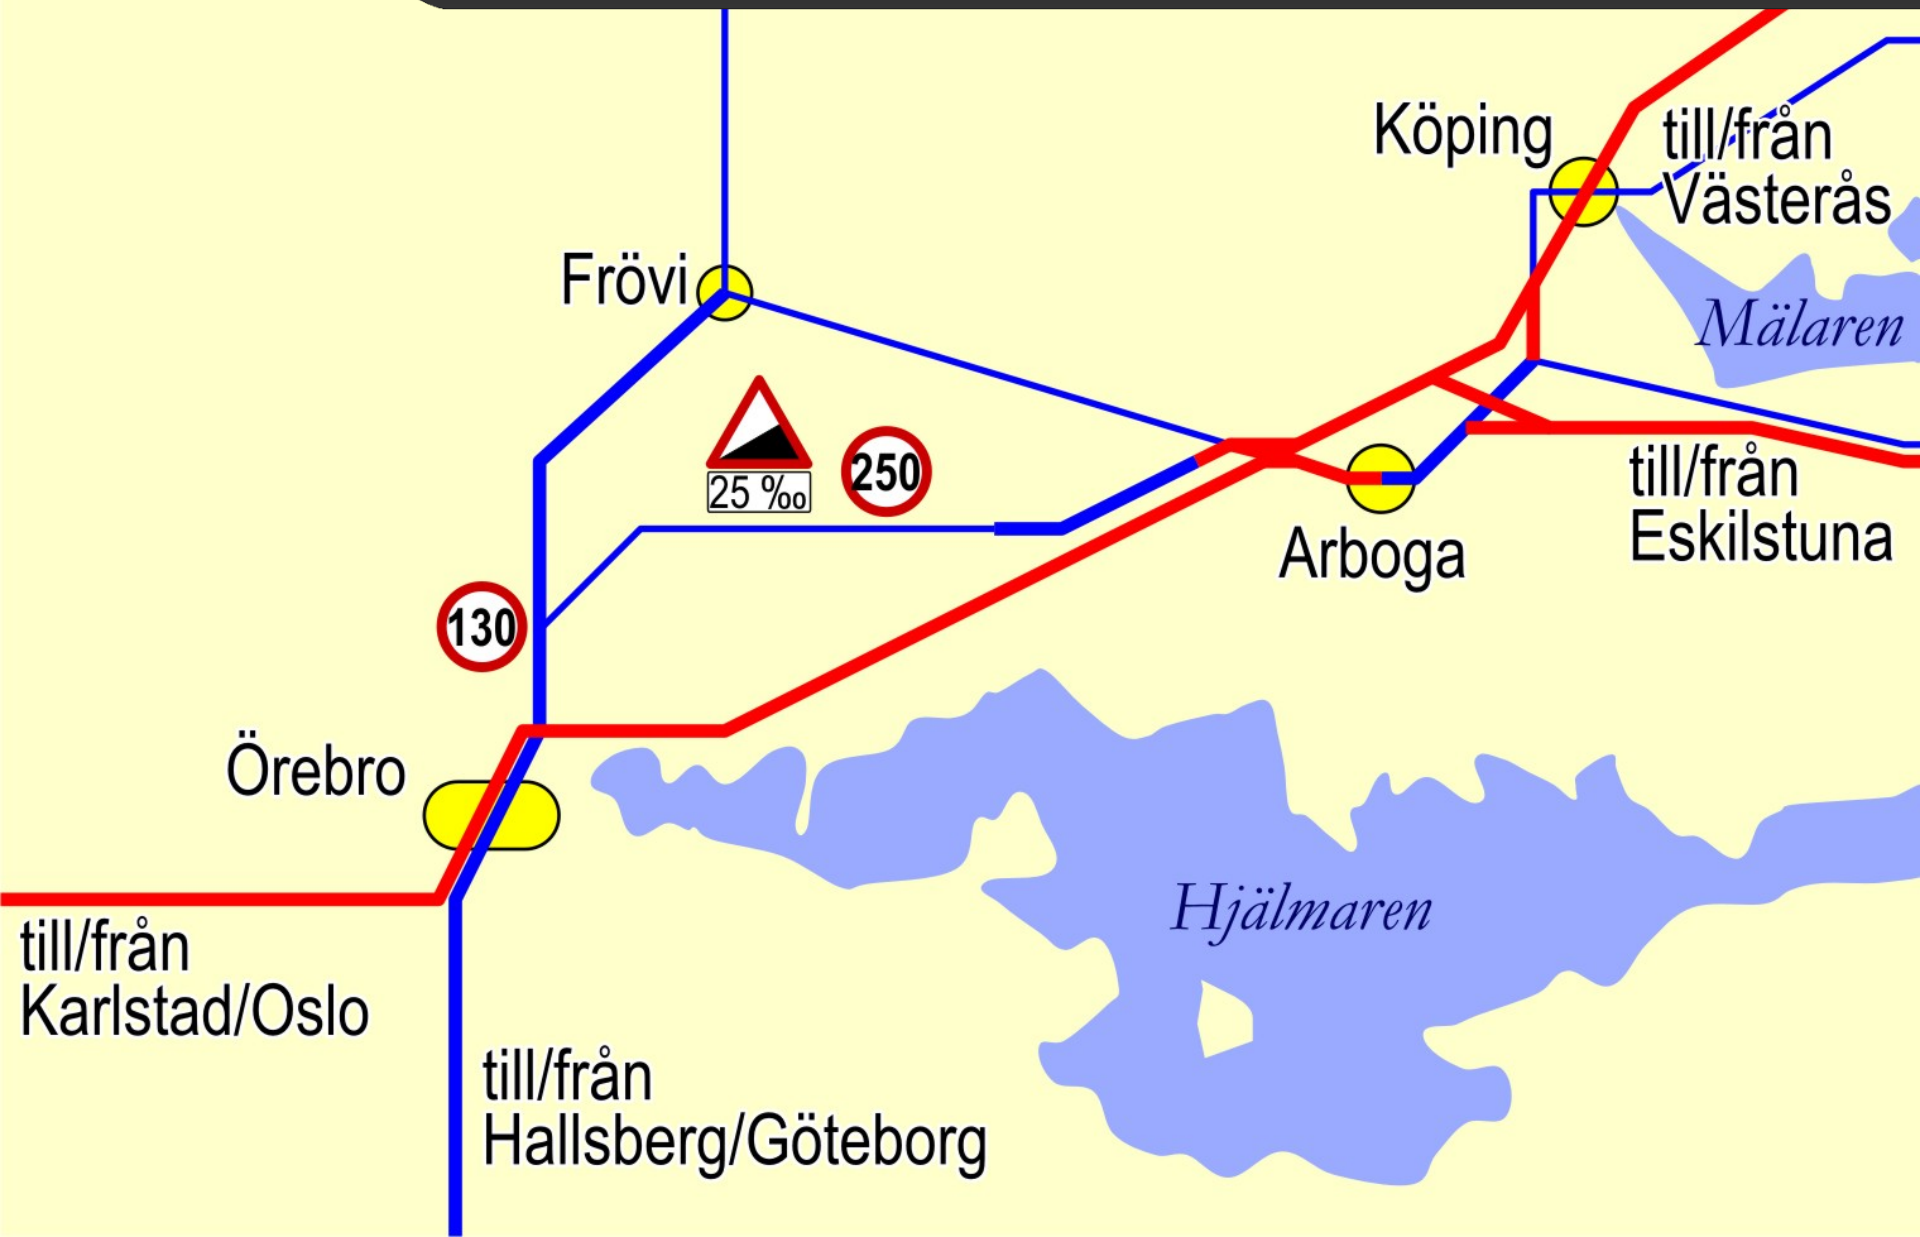 Köping
till/från
Västerås
Frövi
Mälaren
25 ‰
250
till/från
Eskilstuna
Arboga
130
Örebro
Hjälmaren
till/från
Karlstad/Oslo
till/från
Hallsberg/Göteborg